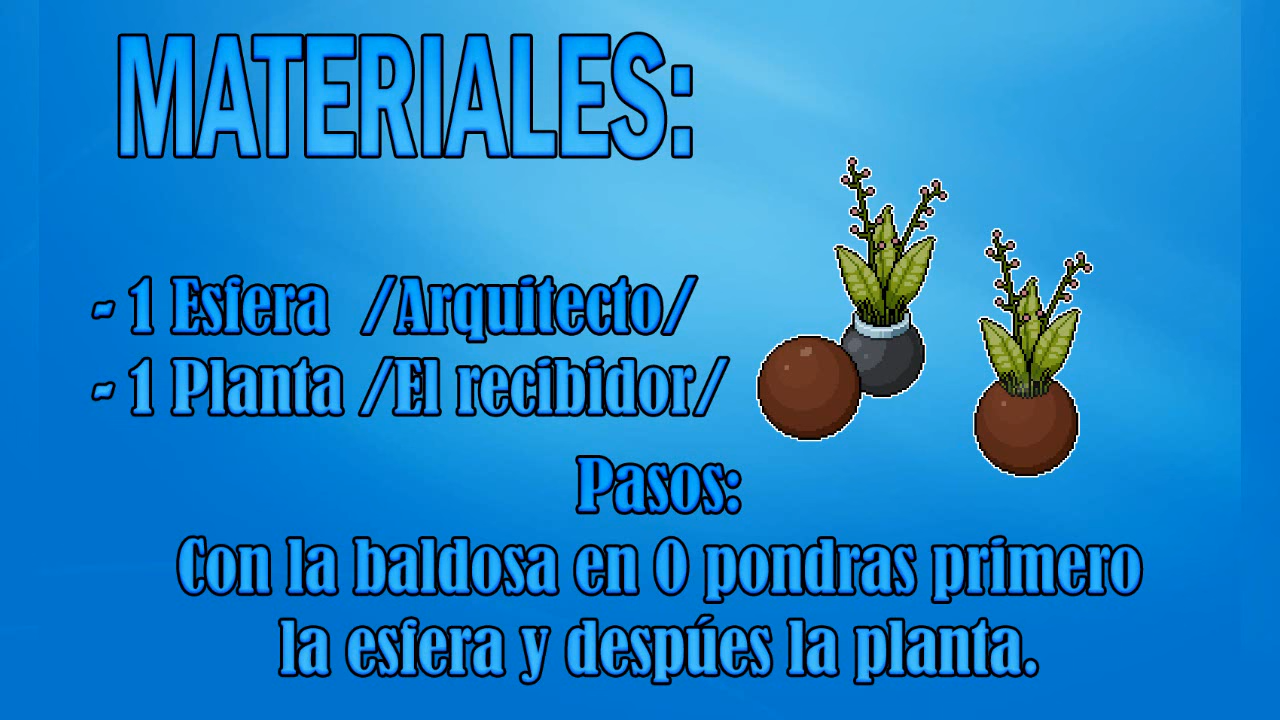 MATERIALES:
- 1 Esfera /Arquitecto/
- 1 Planta /El recibidor/
Pasos:
Con la baldosa en 0 pondras primero
la esfera y despúes la planta.